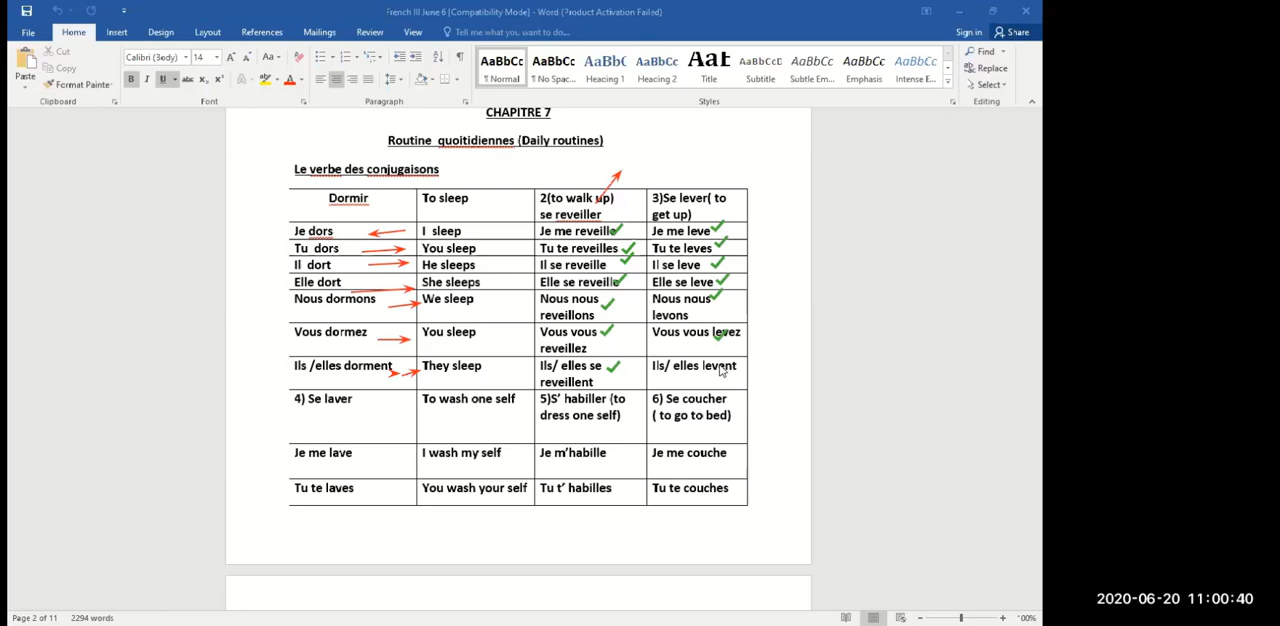 French III June 6 [Compatibility Mode] - Word (Product Activation Failed)
File Home Insert Design Layout References Mailings Review View Tell me what you want to do... Sign in Share
Paste Cut Copy Format Painter
Calibri (Body) 14
Clipboard Font Paragraph Styles Editing
AaBbCc AaBbCc AaBbC( AaBbCc AaB AaBbCcD AaBbCc AaBbCc AaBbCc
¶ Normal ¶ No Spac... Heading 1 Heading 2 Title Subtitle Subtle Em... Emphasis Intense E...
Find
Replace
Select
CHAPITRE 7
Routine quoitidiennes (Daily routines)
Le verbe des conjugaisons
Dormir To sleep 2(to walk up) 3)Se lever( to
se reveiller get up)
Je dors I sleep Je me reveille Je me leve
Tu dors You sleep Tu te reveilles Tu te leves
Il dort He sleeps Il se reveille Il se leve
Elle dort She sleeps Elle se reveille Elle se leve
Nous dormons We sleep Nous nous Nous nous
reveillons levons
Vous dormez You sleep Vous vous Vous vous levez
reveillez
Ils /elles dorment They sleep Ils/ elles se Ils/ elles levent
reveillent
4) Se laver To wash one self 5)S' habiller (to 6) Se coucher
dress one self) ( to go to bed)
Je me lave I wash my self Je m'habille Je me couche
Tu te laves You wash your self Tu t' habilles Tu te couches
Page 2 of 11 2294 words
2020-06-20 11:00:40